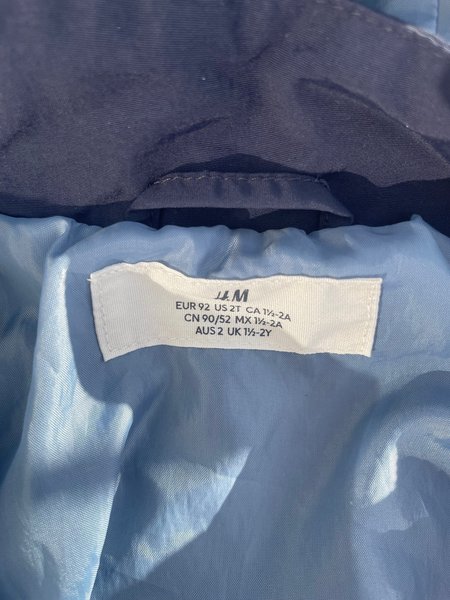 H&M
EUR 92 US 2T CA 1½-2A
CN 90/52 MX 1½-2A
AUS 2 UK 1½-2Y